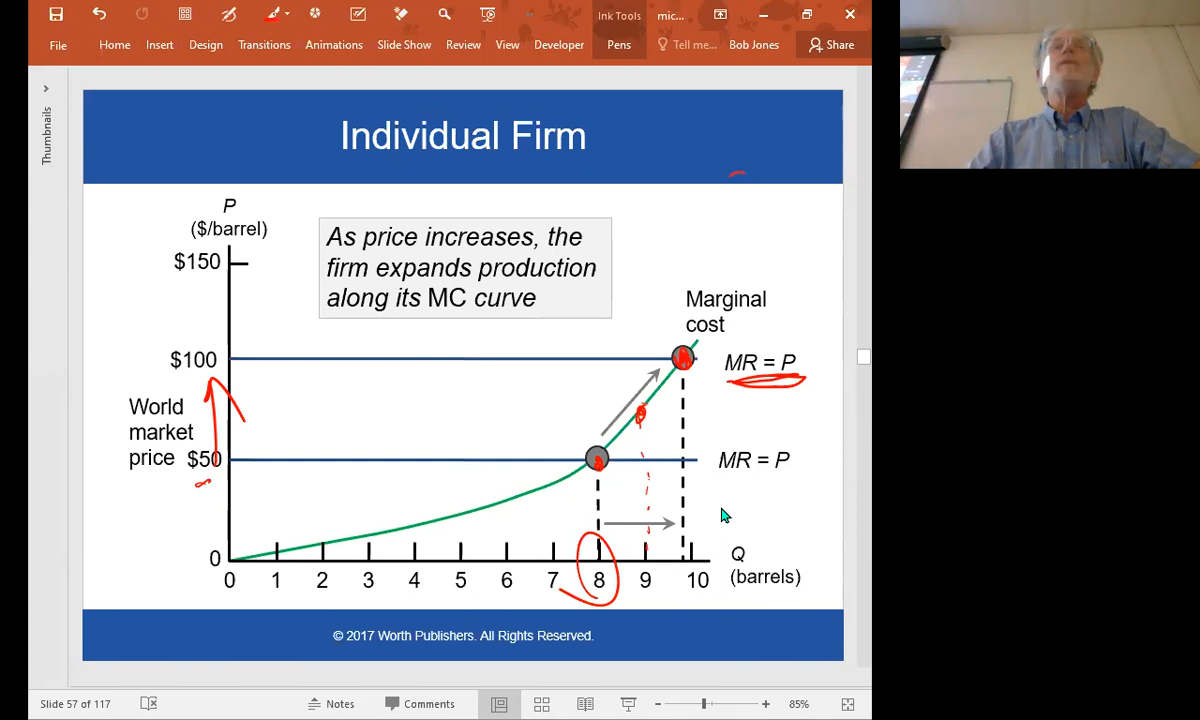 Ink Tools
mic...
File
Home
Insert
Design
Transitions
Animations
Slide Show
Review
View
Developer
Pens
Tell me...
Bob Jones
Share
Thumbnails
Individual Firm
P
($/barrel)
$150
As price increases, the
firm expands production
along its MC curve
Marginal
cost
$100
MR = P
World
market
price $50
MR = P
0
0 1 2 3 4 5 6 7 8 9 10
Q
(barrels)
© 2017 Worth Publishers. All Rights Reserved.
Slide 57 of 117
Notes
Comments
85%